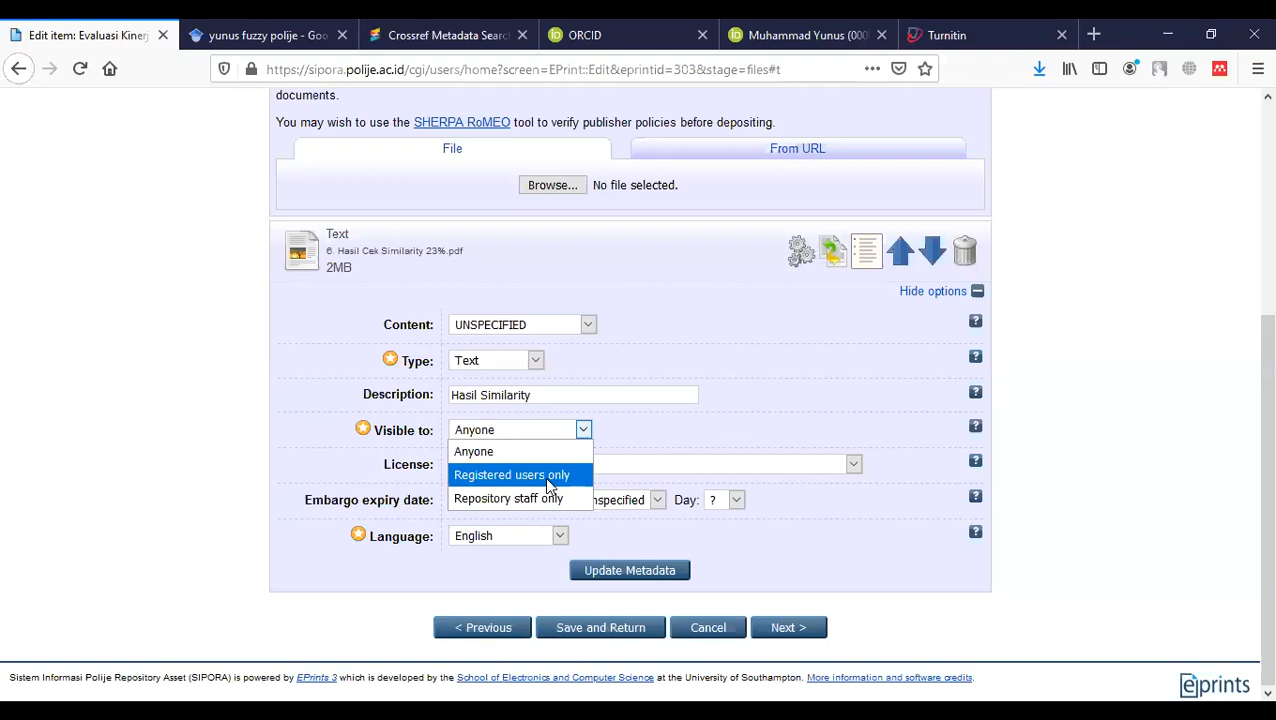 Edit item: Evaluasi Kinerj
yunus fuzzy polije - Goo
Crossref Metadata Searc
ORCID
Muhammad Yunus (000
Turnitin
https://sipora.polije.ac.id/cgi/users/home?screen=EPrint::Edit&eprintid=303&stage=files#t
documents.
You may wish to use the SHERPA RoMEO tool to verify publisher policies before depositing.
File
From URL
Browse... No file selected.
Text
6. Hasil Cek Similarity 23%.pdf
2MB
Hide options
Content: UNSPECIFIED
Type: Text
Description: Hasil Similarity
Visible to: Anyone
Anyone
License:
Registered users only
Embargo expiry date: nspecified Day: ?
Repository staff only
Language: English
Update Metadata
< Previous
Save and Return
Cancel
Next >
Sistem Informasi Polije Repository Asset (SIPORA) is powered by EPrints 3 which is developed by the School of Electronics and Computer Science at the University of Southampton. More information and software credits.
eprints